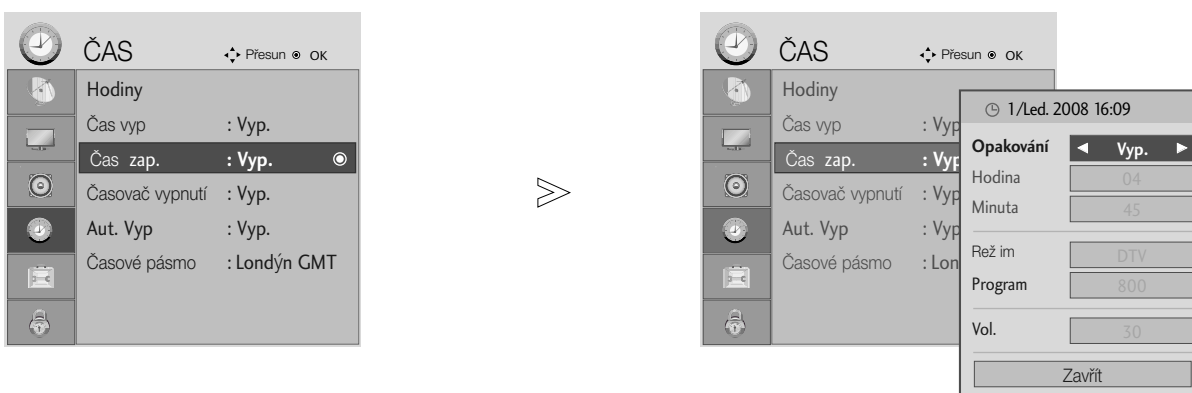 ČAS Přesun OK
Hodiny
Čas vyp : Vyp.
Čas zap. : Vyp.
Časovač vypnutí : Vyp.
Aut. Vyp : Vyp.
Časové pásmo : Londýn GMT
ČAS Přesun OK
Hodiny
Čas vyp : Vyp
Čas zap. : Vyp
Časovač vypnutí : Vyp
Aut. Vyp : Vyp
Časové pásmo : Lon
1/Led. 2008 16:09
Opakování ◄ Vyp. ►
Hodina 04
Minuta 45
Rež im DTV
Program 800
Vol. 30
Zavřít